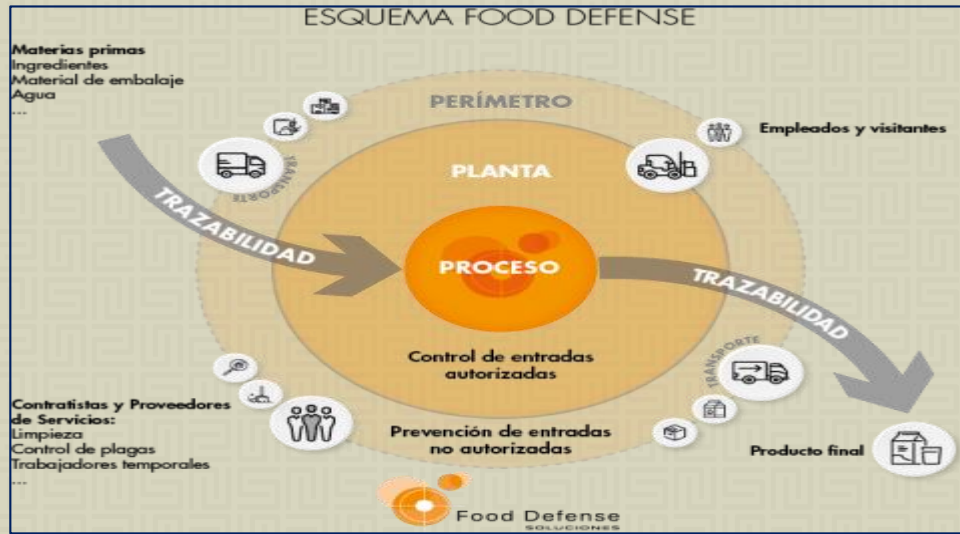 ESQUEMA FOOD DEFENSE
Materias primas
Ingredientes
Material de embalaje
Agua
...
PERÍMETRO
Empleados y visitantes
TRANSPORTE
PLANTA
TRAZABILIDAD
PROCESO
TRAZABILIDAD
Control de entradas
autorizadas
TRANSPORTE
Contratistas y Proveedores
de Servicios:
Limpieza
Control de plagas
Trabajadores temporales
...
Prevención de entradas
no autorizadas
Producto final
Food Defense
SOLUCIONES